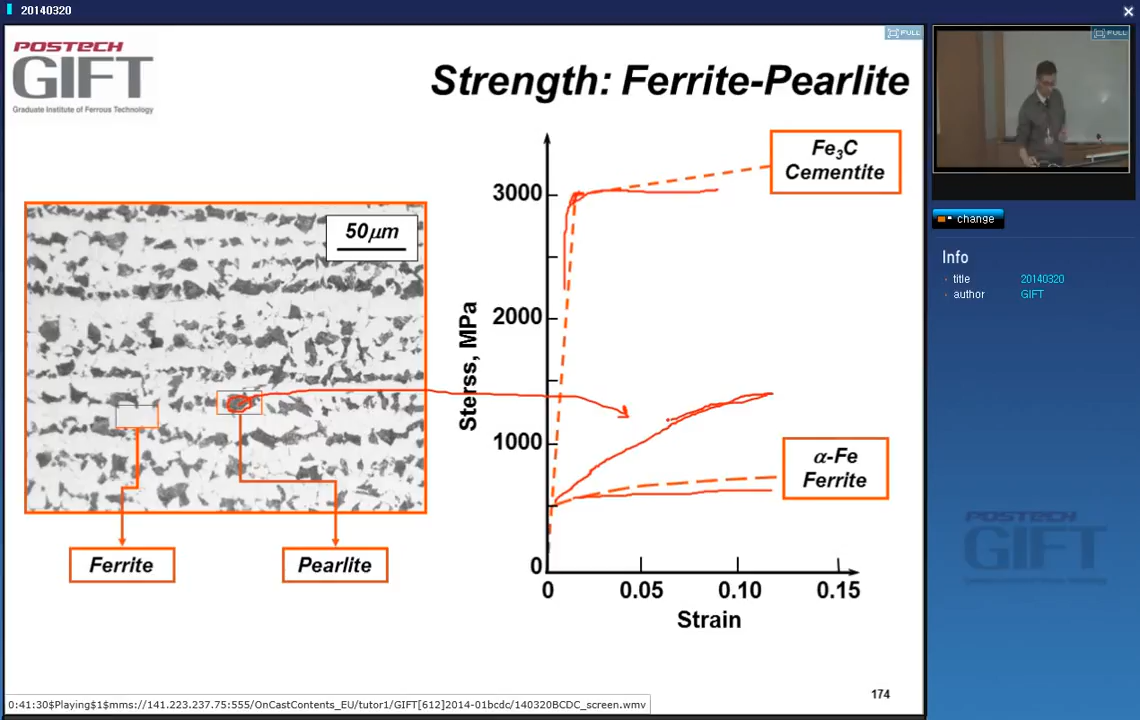 20140320
POSTECH
GIFT
Graduate Institute of Ferrous Technology
FULL
Strength: Ferrite-Pearlite
50μm
Ferrite
Pearlite
Fe3C
Cementite
α-Fe
Ferrite
3000
2000
1000
0
Sterss, MPa
0
0.05
0.10
0.15
Strain
174
0:41:30$Playing$1$mms://141.223.237.75:555/OnCastContents_EU/tutor1/GIFT[612]2014-01bcdc/140320BCDC_screen.wmv
FULL
change
Info
title 20140320
author GIFT
POSTECH
GIFT